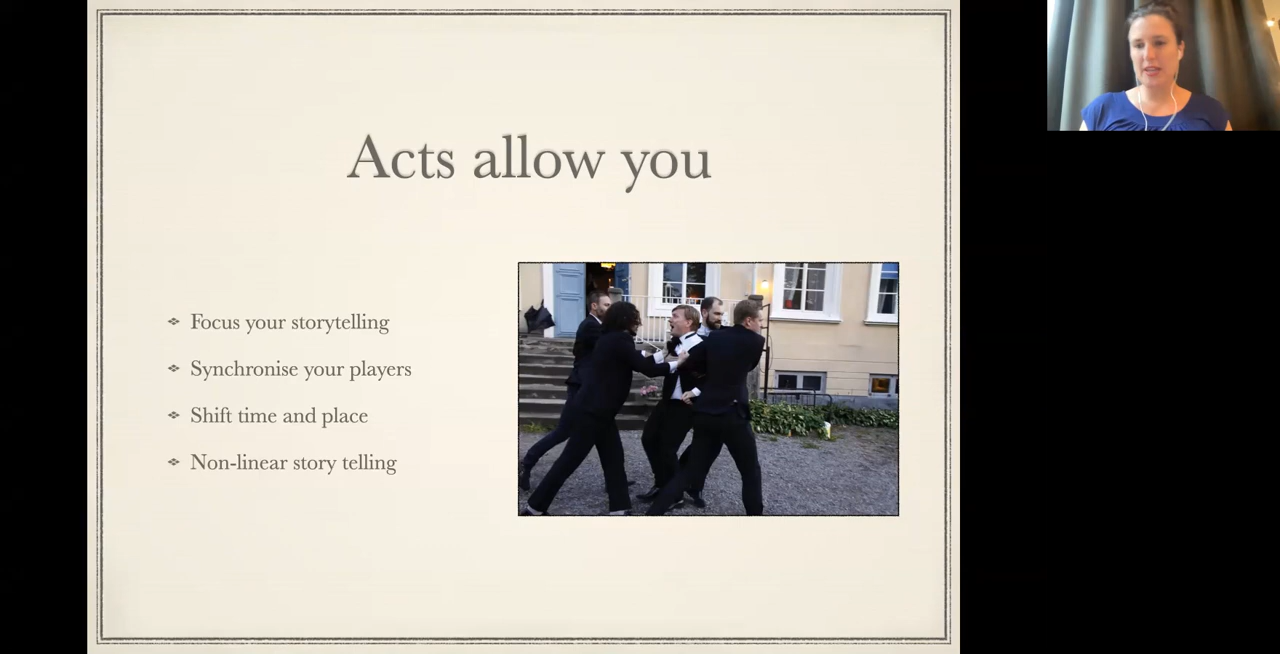 Acts allow you
Focus your storytelling
Synchronise your players
Shift time and place
Non-linear story telling